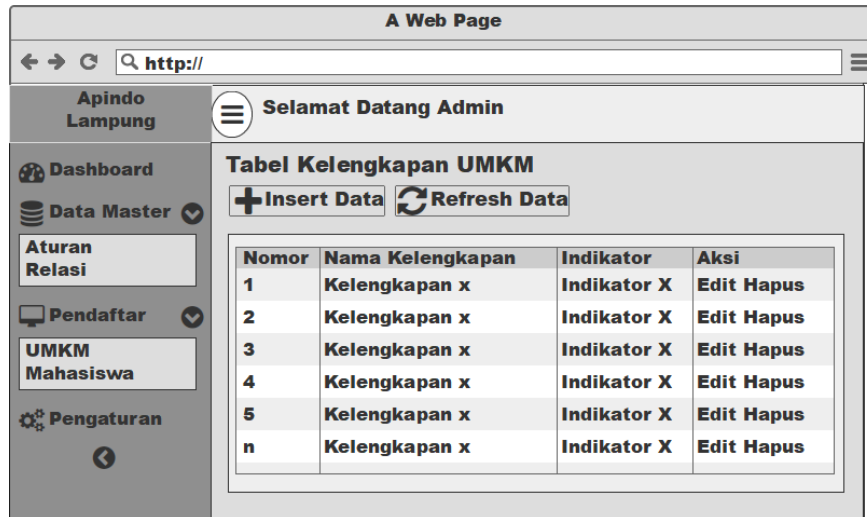 A Web Page
http://
Apindo
Lampung
Selamat Datang Admin
Dashboard
Data Master
Aturan
Relasi
Pendaftar
UMKM
Mahasiswa
Pengaturan
Tabel Kelengkapan UMKM
Insert Data Refresh Data
Nomor Nama Kelengkapan Indikator Aksi
1 Kelengkapan x Indikator X Edit Hapus
2 Kelengkapan x Indikator X Edit Hapus
3 Kelengkapan x Indikator X Edit Hapus
4 Kelengkapan x Indikator X Edit Hapus
5 Kelengkapan x Indikator X Edit Hapus
n Kelengkapan x Indikator X Edit Hapus